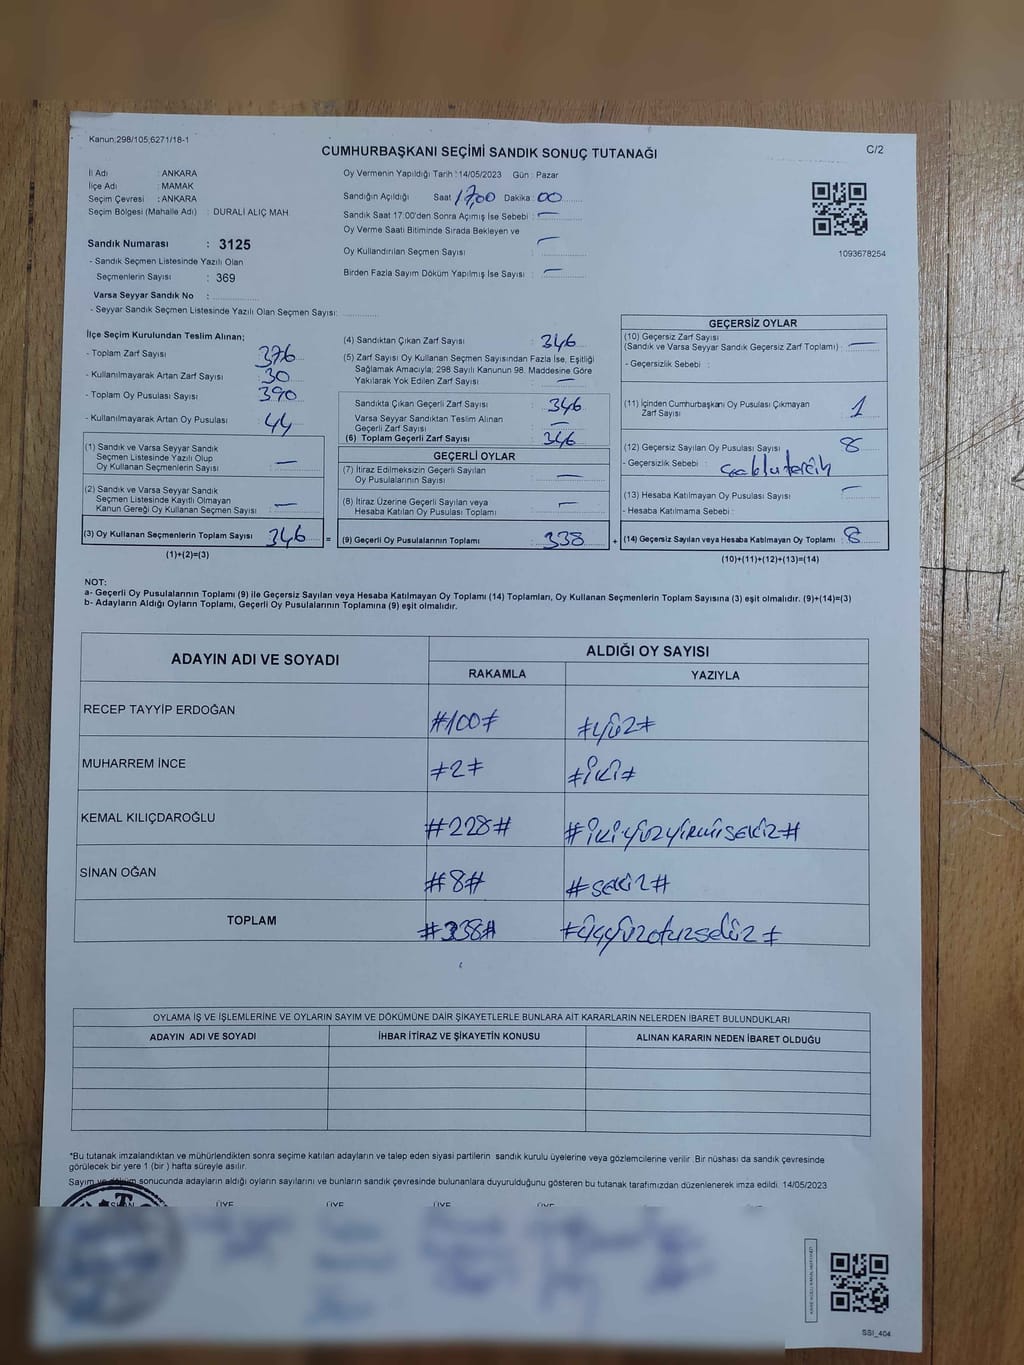 Kanun:298/105,6271/18-1
CUMHURBAŞKANI SEÇİMİ SANDIK SONUÇ TUTANAĞI
C/2
İl Adı : ANKARA
İlçe Adı : MAMAK
Seçim Çevresi : ANKARA
Seçim Bölgesi (Mahalle Adı) : DURALİ ALIÇ MAH
Sandık Numarası : 3125
- Sandık Seçmen Listesinde Yazılı Olan
Seçmenlerin Sayısı : 369
Varsa Seyyar Sandık No :
- Seyyar Sandık Seçmen Listesinde Yazılı Olan Seçmen Sayısı:
Oy Vermenin Yapıldığı Tarih : 14/05/2023 Gün : Pazar
Sandığın Açıldığı Saat 17,00 Dakika : 00
Sandık Saat 17:00'den Sonra Açımış İse Sebebi : —
Oy Verme Saati Bitiminde Sırada Bekleyen ve
Oy Kullandırılan Seçmen Sayısı : —
Birden Fazla Sayım Döküm Yapılmış İse Sayısı : —
1093678254
İlçe Seçim Kurulundan Teslim Alınan;
- Toplam Zarf Sayısı : 376
- Kullanılmayarak Artan Zarf Sayısı : 30
- Toplam Oy Pusulası Sayısı : 390
- Kullanılmayarak Artan Oy Pusulası : 44
(1) Sandık ve Varsa Seyyar Sandık
Seçmen Listesinde Yazılı Olup
Oy Kullanan Seçmenlerin Sayısı : —
(2) Sandık ve Varsa Seyyar Sandık
Seçmen Listesinde Kayıtlı Olmayan
Kanun Gereği Oy Kullanan Seçmen Sayısı : —
(3) Oy Kullanan Seçmenlerin Toplam Sayısı 346 =
(1)+(2)=(3)
(4) Sandıktan Çıkan Zarf Sayısı : 346
(5) Zarf Sayısı Oy Kullanan Seçmen Sayısından Fazla İse, Eşitliği
Sağlamak Amacıyla; 298 Sayılı Kanunun 98. Maddesine Göre
Yakılarak Yok Edilen Zarf Sayısı : —
Sandıkta Çıkan Geçerli Zarf Sayısı : 346
Varsa Seyyar Sandıktan Teslim Alınan
Geçerli Zarf Sayısı : —
(6) Toplam Geçerli Zarf Sayısı : 346
GEÇERLİ OYLAR
(7) İtiraz Edilmeksizin Geçerli Sayılan
Oy Pusulalarının Sayısı : —
(8) İtiraz Üzerine Geçerli Sayılan veya
Hesaba Katılan Oy Pusulası Toplamı : —
(9) Geçerli Oy Pusulalarının Toplamı : 338 +
GEÇERSİZ OYLAR
(10) Geçersiz Zarf Sayısı
(Sandık ve Varsa Seyyar Sandık Geçersiz Zarf Toplamı) : —
- Geçersizlik Sebebi :
(11) İçinden Cumhurbaşkanı Oy Pusulası Çıkmayan
Zarf Sayısı : 1
(12) Geçersiz Sayılan Oy Pusulası Sayısı : 8
- Geçersizlik Sebebi :
(13) Hesaba Katılmayan Oy Pusulası Sayısı : —
- Hesaba Katılmama Sebebi :
(14) Geçersiz Sayılan veya Hesaba Katılmayan Oy Toplamı : 8
(10)+(11)+(12)+(13)=(14)
NOT:
a- Geçerli Oy Pusulalarının Toplamı (9) ile Geçersiz Sayılan veya Hesaba Katılmayan Oy Toplamı (14) Toplamları, Oy Kullanan Seçmenlerin Toplam Sayısına (3) eşit olmalıdır. (9)+(14)=(3)
b- Adayların Aldığı Oyların Toplamı, Geçerli Oy Pusulalarının Toplamına (9) eşit olmalıdır.
ADAYIN ADI VE SOYADI
ALDIĞI OY SAYISI
RAKAMLA YAZIYLA
RECEP TAYYİP ERDOĞAN #100# #yüz#
MUHARREM İNCE #2# #iki#
KEMAL KILIÇDAROĞLU #228# #ikiyüzyirmisekiz#
SİNAN OĞAN #8# #sekiz#
TOPLAM #338# #üçyüzotuzsekiz#
OYLAMA İŞ VE İŞLEMLERİNE VE OYLARIN SAYIM VE DÖKÜMÜNE DAİR ŞİKAYETLERLE BUNLARA AİT KARARLARIN NELERDEN İBARET BULUNDUKLARI
ADAYIN ADI VE SOYADI İHBAR İTİRAZ VE ŞİKAYETİN KONUSU ALINAN KARARIN NEDEN İBARET OLDUĞU
*Bu tutanak imzalandıktan ve mühürlendikten sonra seçime katılan adayların ve talep eden siyasi partilerin sandık kurulu üyelerine veya gözlemcilerine verilir .Bir nüshası da sandık çevresinde
görülecek bir yere 1 (bir ) hafta süreyle asılır.
Sayım ve döküm sonucunda adayların aldığı oyların sayılarını ve bunların sandık çevresinde bulunanlara duyurulduğunu gösteren bu tutanak tarafımızdan düzenlenerek imza edildi. 14/05/2023
ÜYE ÜYE ÜYE ÜYE
SSI_404